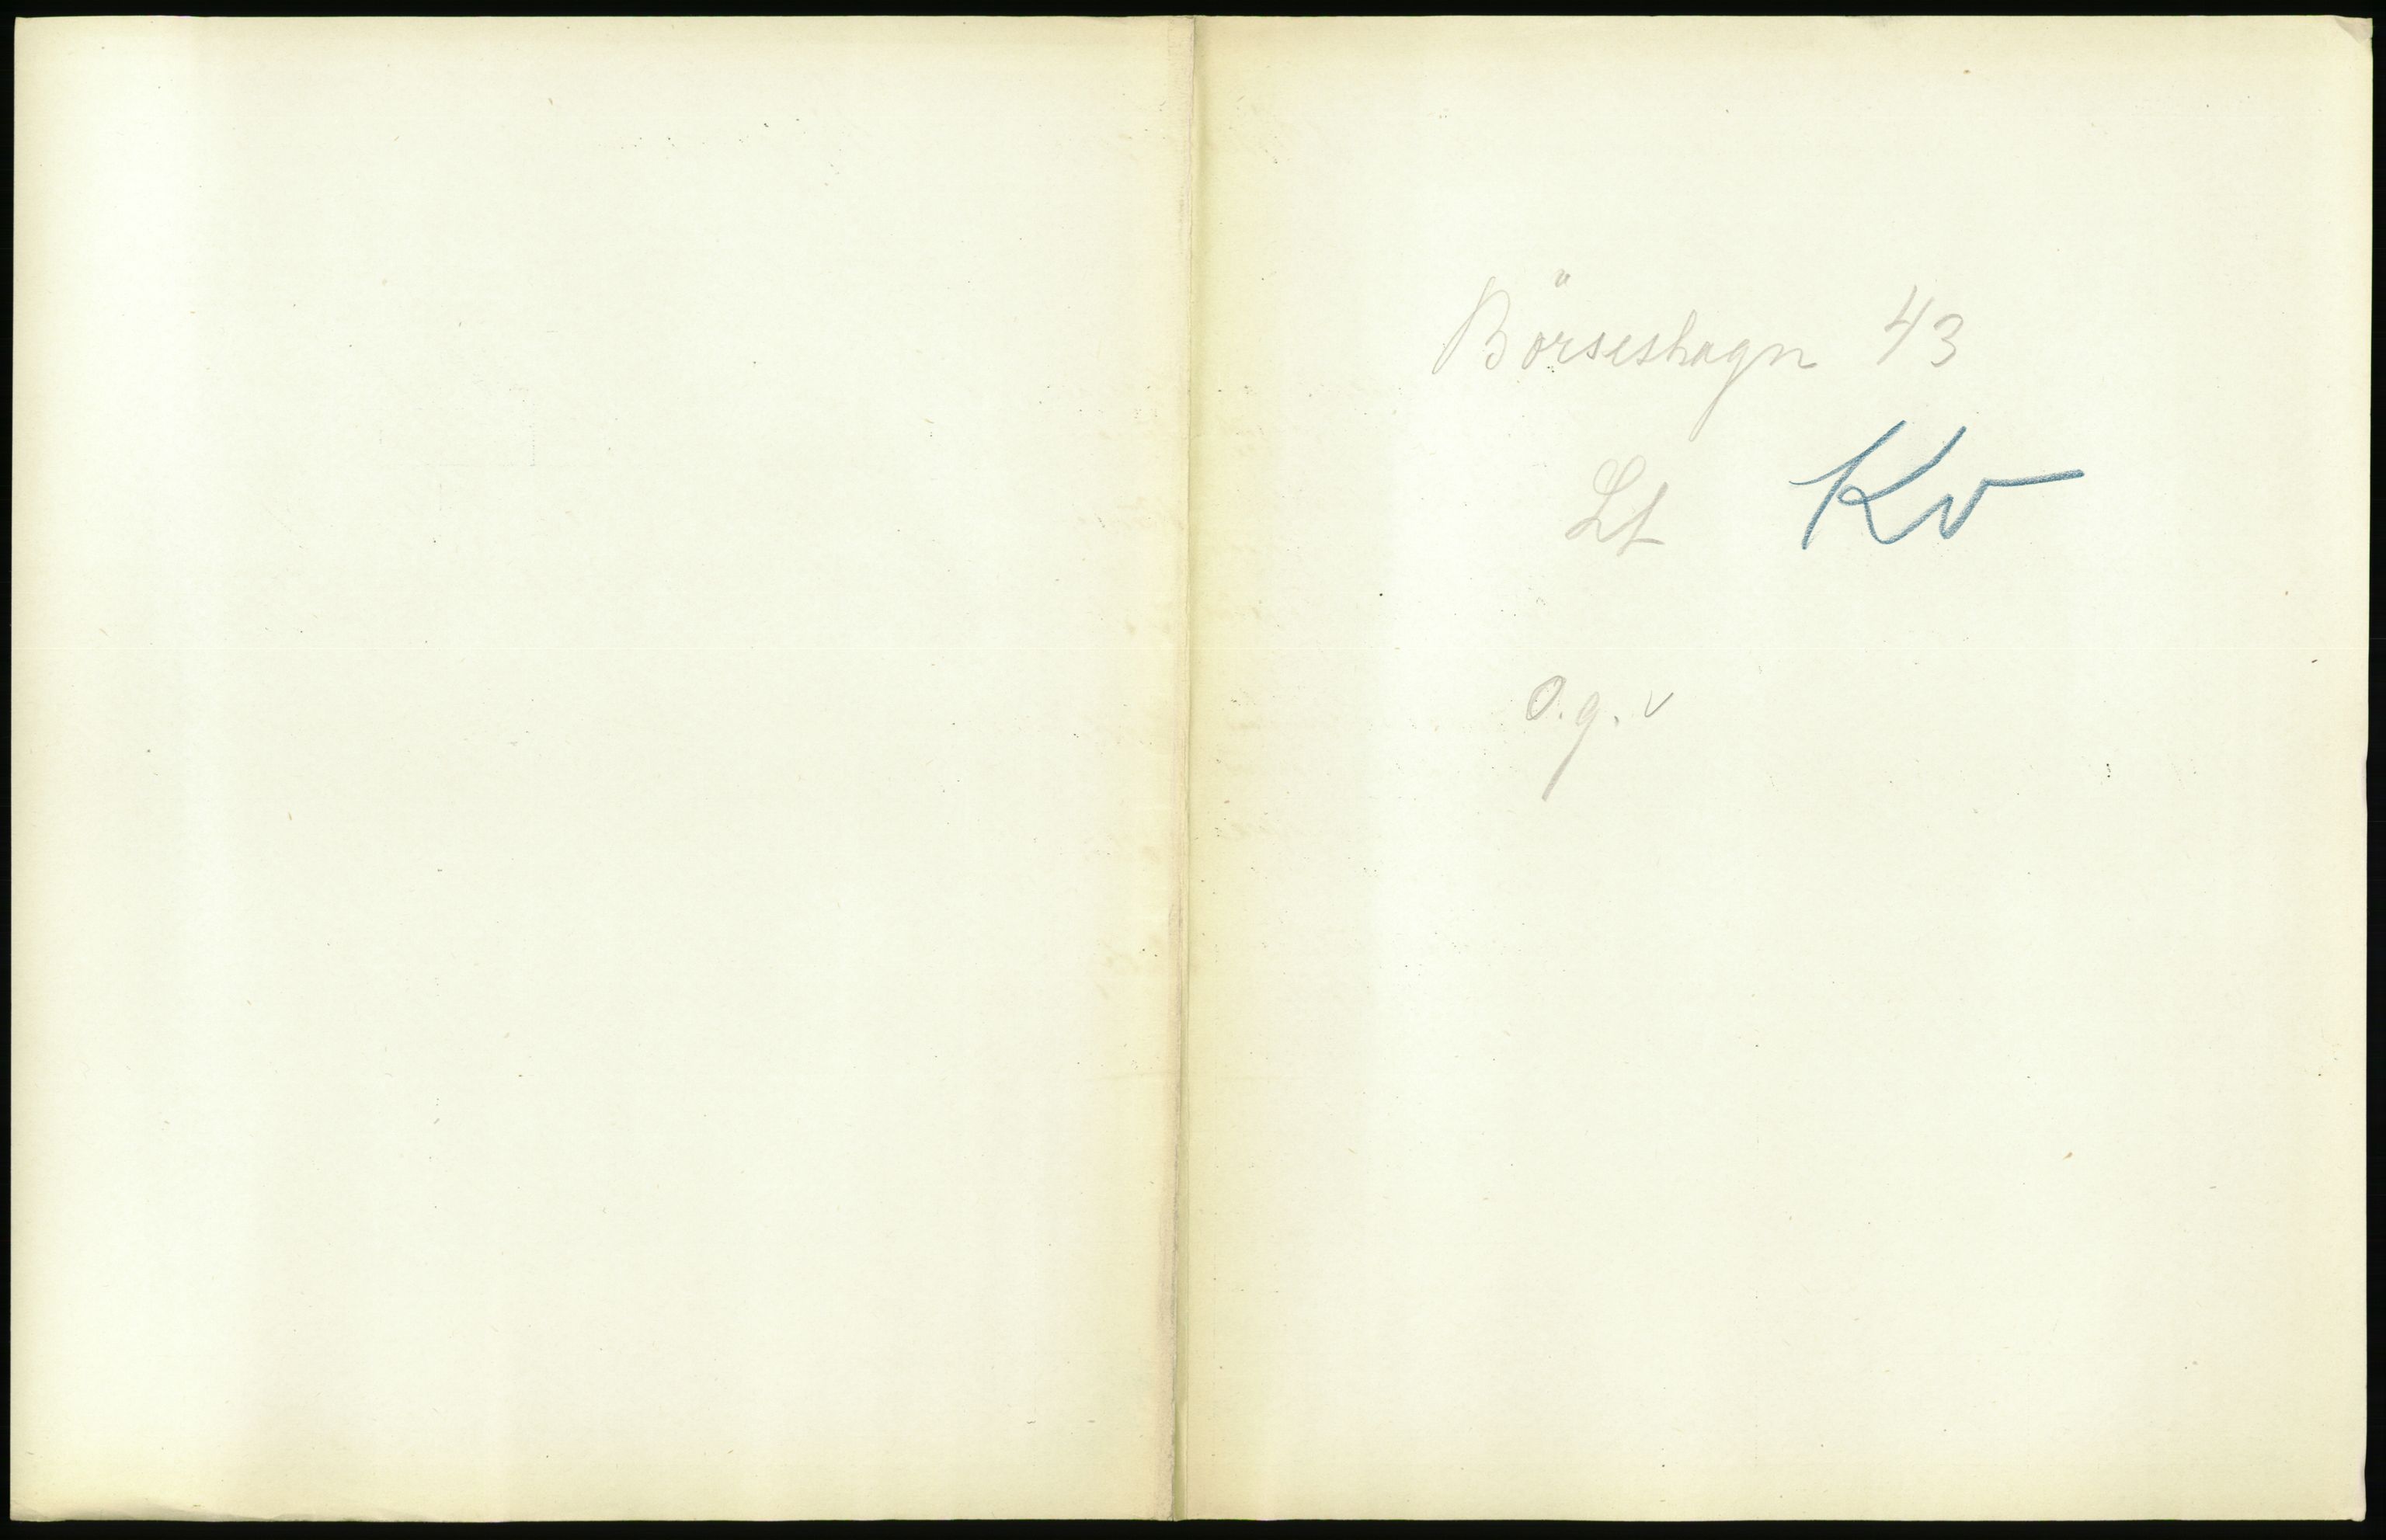 Börseshagn 43
Lt Kv
O.g. v